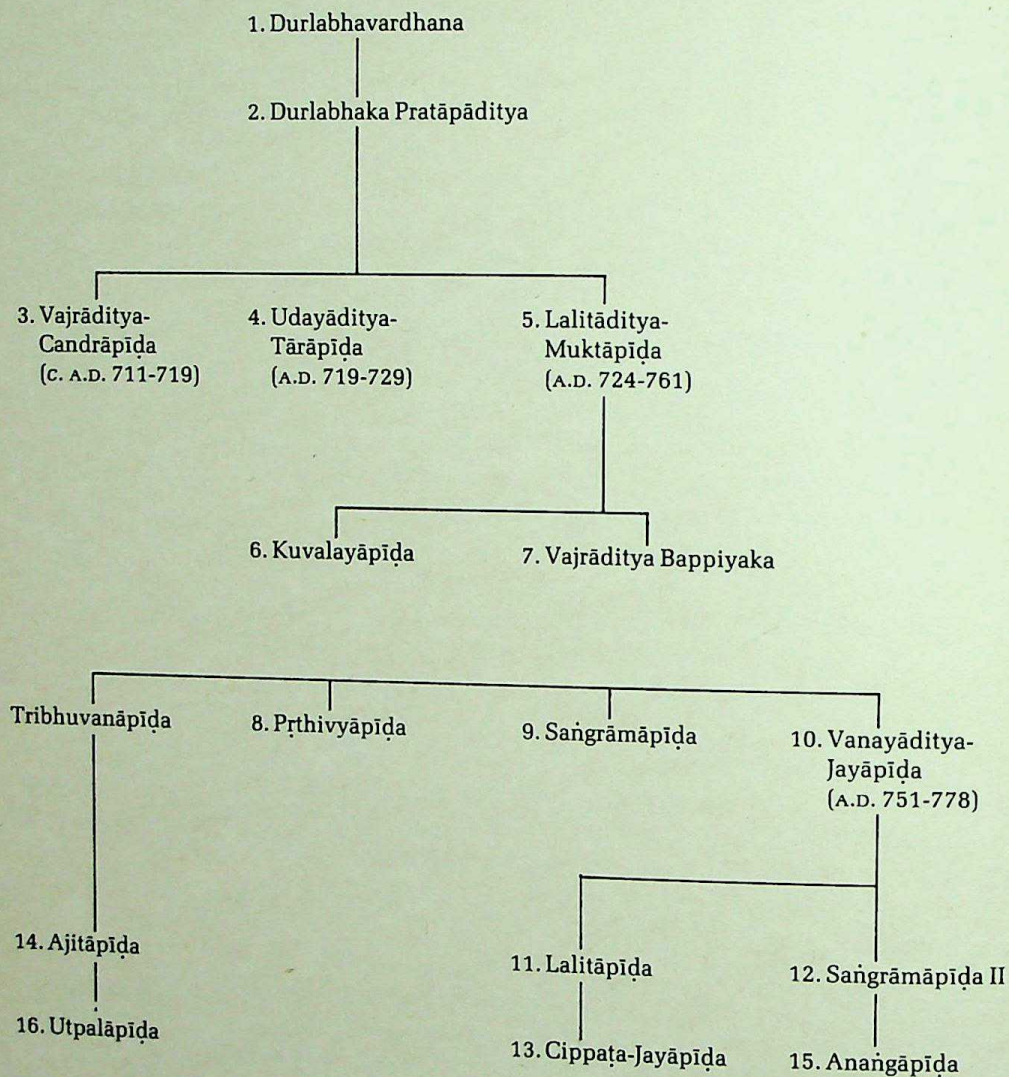 1. Durlabhavardhana
2. Durlabhaka Pratāpāditya
3. Vajrāditya-
Candrāpīḍa
(C. A.D. 711-719)
4. Udayāditya-
Tārāpīḍa
(A.D. 719-729)
5. Lalitāditya-
Muktāpīḍa
(A.D. 724-761)
6. Kuvalayāpīḍa
7. Vajrāditya Bappiyaka
Tribhuvanāpīḍa
8. Pṛthivyāpīḍa
9. Saṅgrāmāpīḍa
10. Vanayāditya-
Jayāpīḍa
(A.D. 751-778)
14. Ajitāpīḍa
11. Lalitāpīḍa
12. Saṅgrāmāpīḍa II
16. Utpalāpīḍa
13. Cippaṭa-Jayāpīḍa
15. Anaṅgāpīḍa